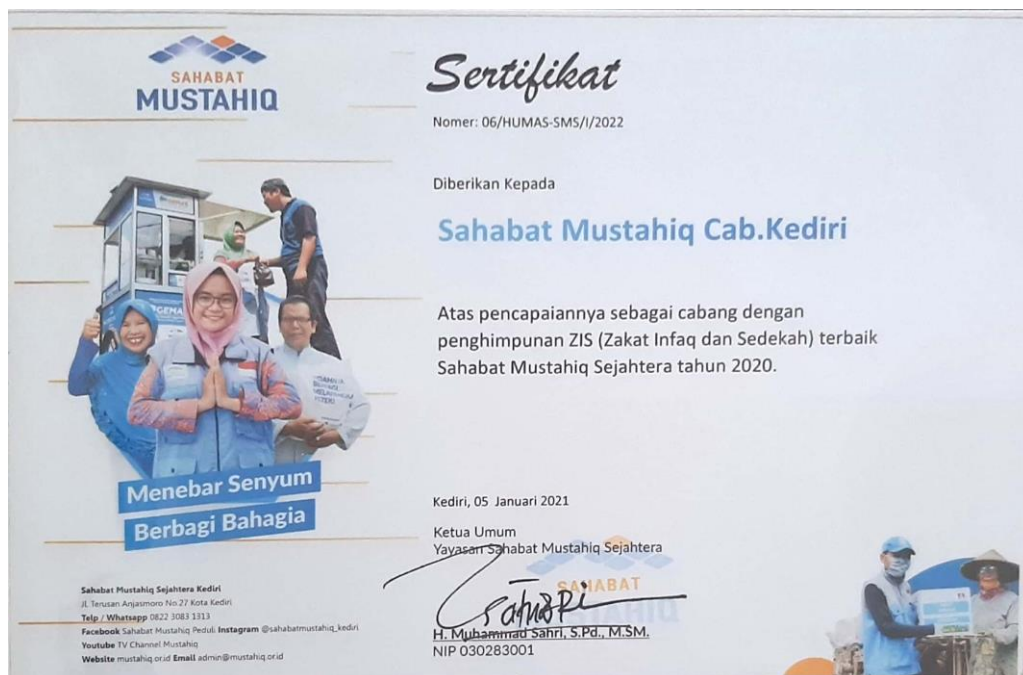 SAHABAT
MUSTAHIQ
Sertifikat
Nomer: 06/HUMAS-SMS/I/2022
Diberikan Kepada
Sahabat Mustahiq Cab.Kediri
Atas pencapaiannya sebagai cabang dengan
penghimpunan ZIS (Zakat Infaq dan Sedekah) terbaik
Sahabat Mustahiq Sejahtera tahun 2020.
Menebar Senyum
Berbagi Bahagia
Kediri, 05 Januari 2021
Ketua Umum
Yayasan Sahabat Mustahiq Sejahtera
SAHABAT
H. Muhammad Sahri, S.Pd., M.SM.
NIP 030283001
Sahabat Mustahiq Sejahtera Kediri
Jl. Terusan Anjasmoro No.27 Kota Kediri
Telp / Whatsapp 0822 3083 1313
Facebook Sahabat Mustahiq Peduli Instagram @sahabatmustahiq_kediri
Youtube TV Channel Mustahiq
Website mustahiq.or.id Email admin@mustahiq.or.id